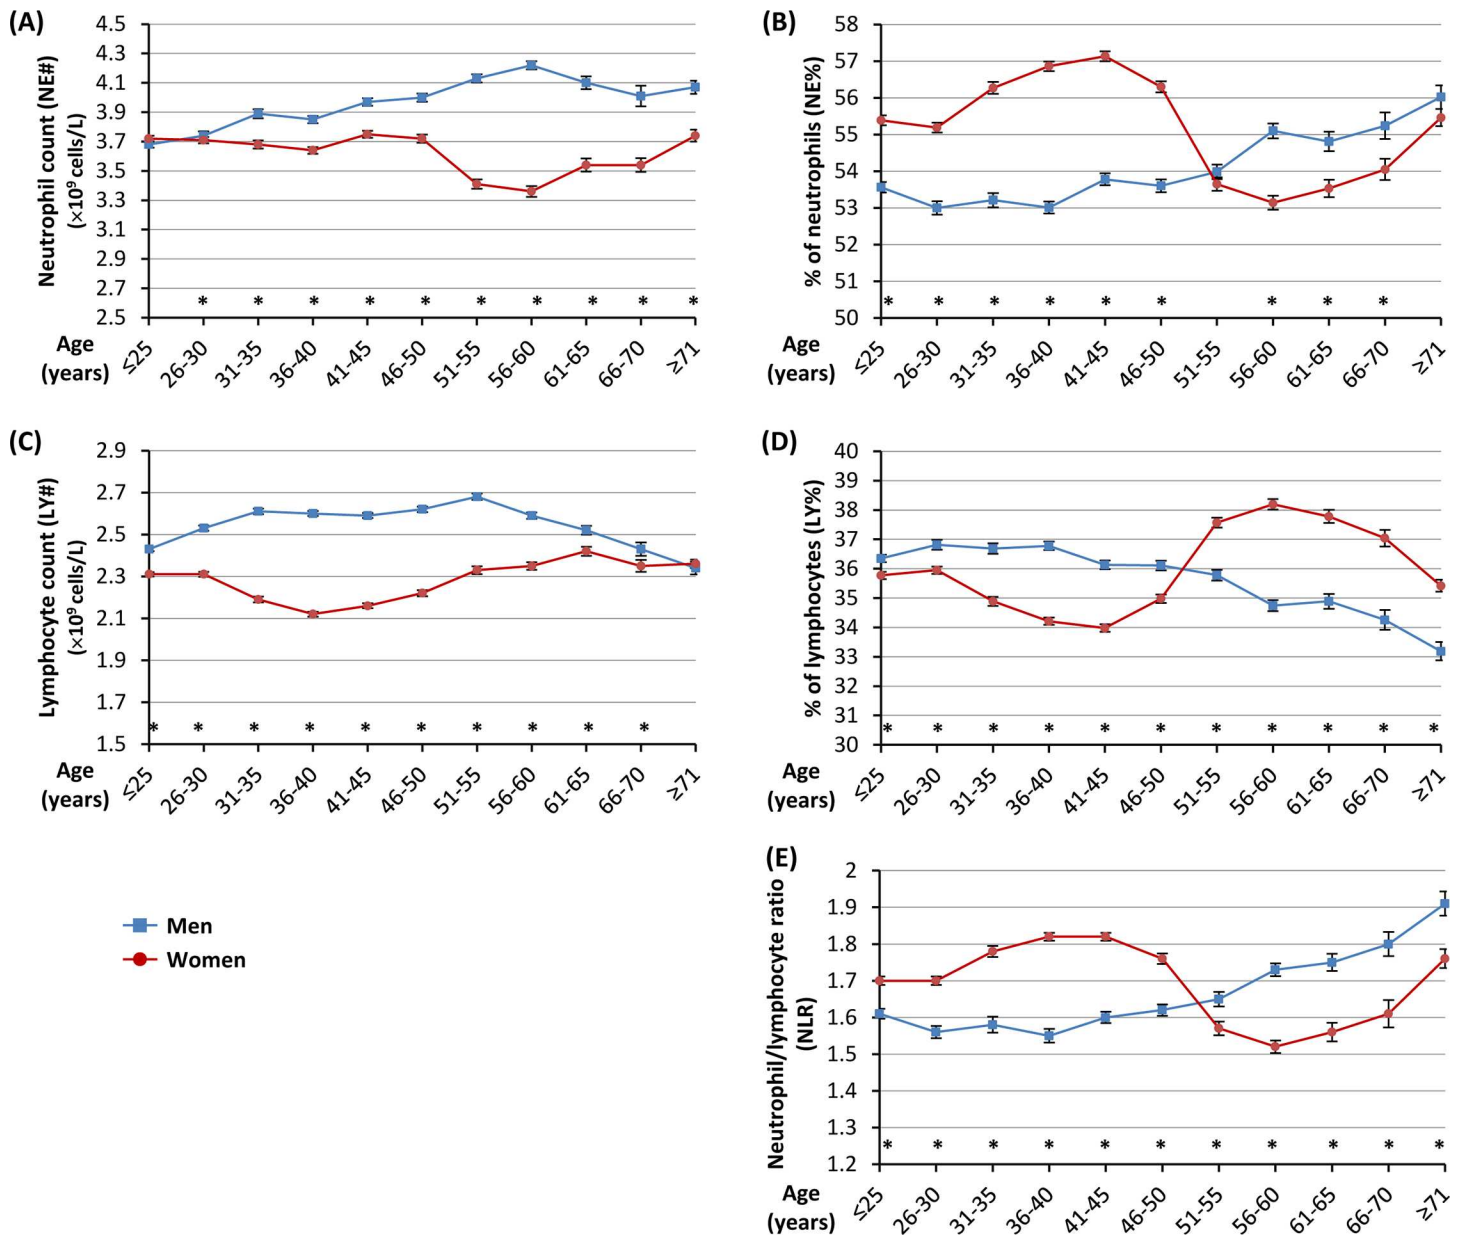 (A)
Neutrophil count (NE#)
(×10⁹ cells/L)
4.5
4.3
4.1
3.9
3.7
3.5
3.3
3.1
2.9
2.7
2.5
* * * * * * * * * *
Age
(years)
≤25 26-30 31-35 36-40 41-45 46-50 51-55 56-60 61-65 66-70 ≥71
(B)
% of neutrophils (NE%)
58
57
56
55
54
53
52
51
50
* * * * * * * * *
Age
(years)
≤25 26-30 31-35 36-40 41-45 46-50 51-55 56-60 61-65 66-70 ≥71
(C)
Lymphocyte count (LY#)
(×10⁹ cells/L)
2.9
2.7
2.5
2.3
2.1
1.9
1.7
1.5
* * * * * * * * * *
Age
(years)
≤25 26-30 31-35 36-40 41-45 46-50 51-55 56-60 61-65 66-70 ≥71
(D)
% of lymphocytes (LY%)
40
39
38
37
36
35
34
33
32
31
30
* * * * * * * * * * *
Age
(years)
≤25 26-30 31-35 36-40 41-45 46-50 51-55 56-60 61-65 66-70 ≥71
Men
Women
(E)
Neutrophil/lymphocyte ratio
(NLR)
2
1.9
1.8
1.7
1.6
1.5
1.4
1.3
1.2
* * * * * * * * * * *
Age
(years)
≤25 26-30 31-35 36-40 41-45 46-50 51-55 56-60 61-65 66-70 ≥71